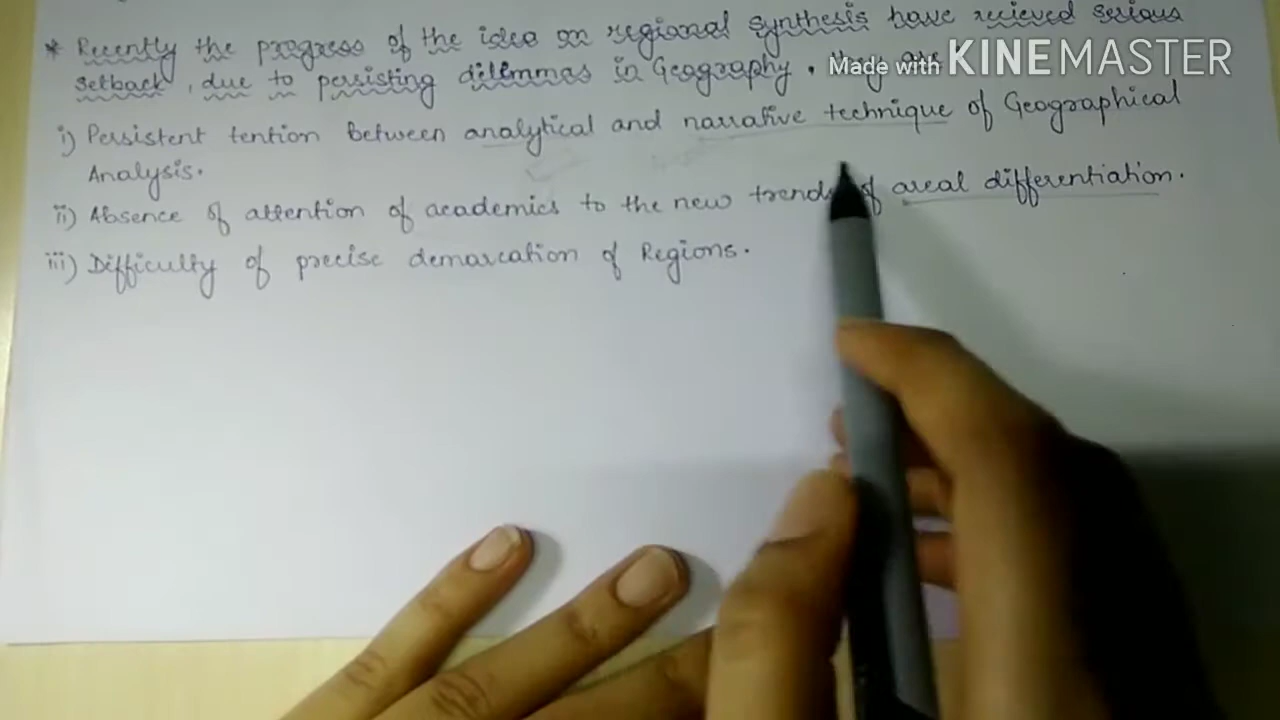 * Recently the progress of the idea on regional synthesis have recieved serious
setback, due to persisting dilemmas in Geography. They are
Made with KINEMASTER
i) Persistent tention between analytical and narrative technique of Geographical
Analysis.
ii) Absence of attention of academics to the new trends of areal differentiation.
iii) Difficulty of precise demarcation of Regions.